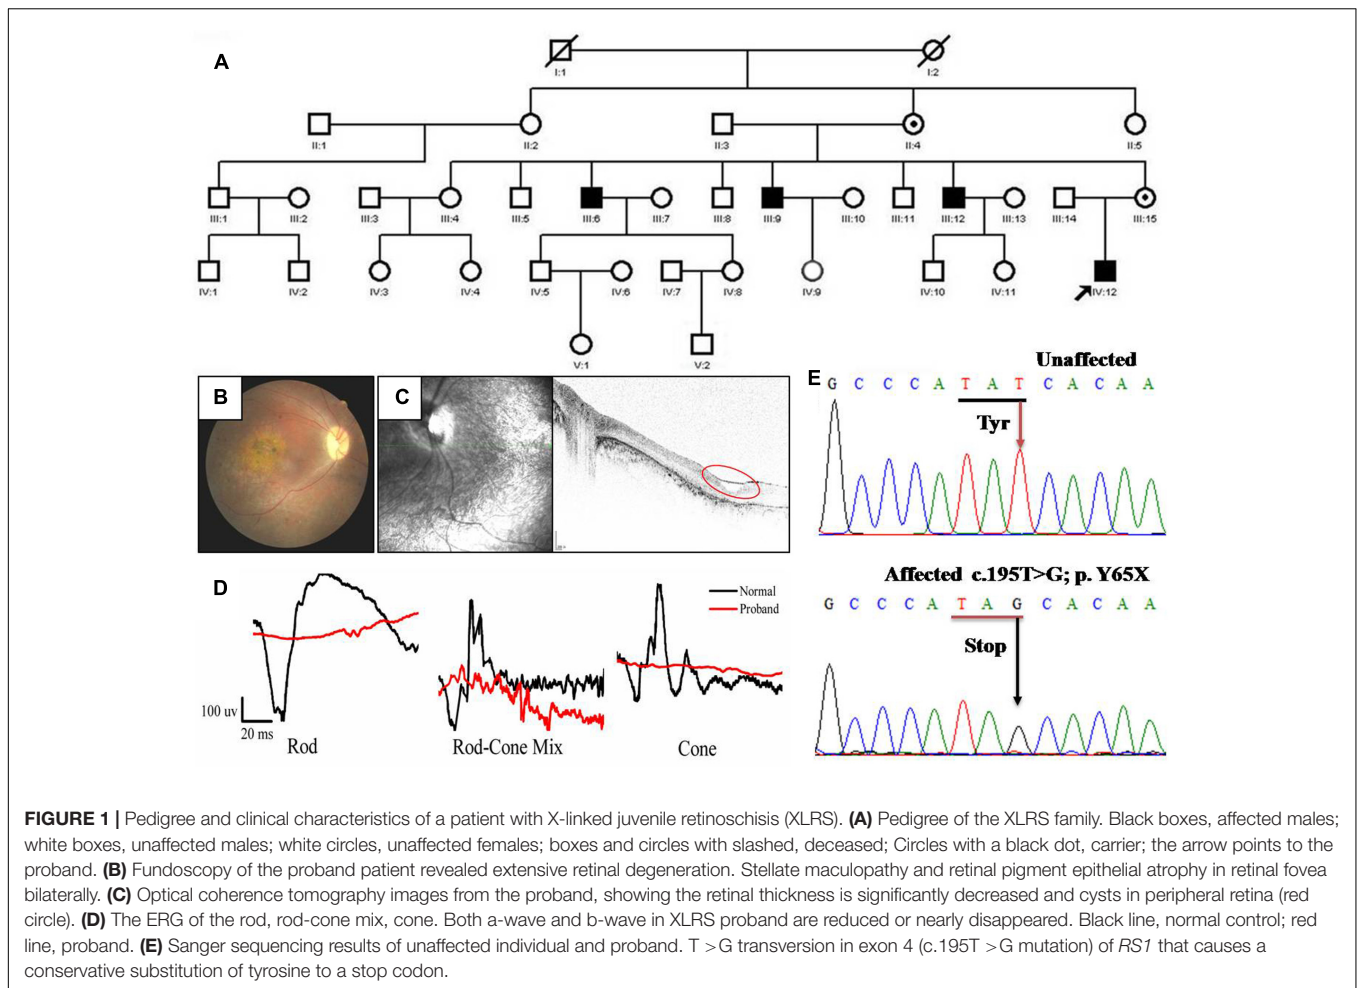 A
I:1 I:2
II:1 II:2 II:3 II:4 II:5
III:1 III:2 III:3 III:4 III:5 III:6 III:7 III:8 III:9 III:10 III:11 III:12 III:13 III:14 III:15
IV:1 IV:2 IV:3 IV:4 IV:5 IV:6 IV:7 IV:8 IV:9 IV:10 IV:11 IV:12
V:1 V:2
B
C
D
Normal
Proband
100 uv
20 ms
Rod
Rod-Cone Mix
Cone
E
Unaffected
G C C C A T A T C A C A A
Tyr
Affected c.195T>G; p. Y65X
G C C C A T A G C A C A A
Stop
FIGURE 1 | Pedigree and clinical characteristics of a patient with X-linked juvenile retinoschisis (XLRS). (A) Pedigree of the XLRS family. Black boxes, affected males;
white boxes, unaffected males; white circles, unaffected females; boxes and circles with slashed, deceased; Circles with a black dot, carrier; the arrow points to the
proband. (B) Fundoscopy of the proband patient revealed extensive retinal degeneration. Stellate maculopathy and retinal pigment epithelial atrophy in retinal fovea
bilaterally. (C) Optical coherence tomography images from the proband, showing the retinal thickness is significantly decreased and cysts in peripheral retina (red
circle). (D) The ERG of the rod, rod-cone mix, cone. Both a-wave and b-wave in XLRS proband are reduced or nearly disappeared. Black line, normal control; red
line, proband. (E) Sanger sequencing results of unaffected individual and proband. T >G transversion in exon 4 (c.195T >G mutation) of RS1 that causes a
conservative substitution of tyrosine to a stop codon.